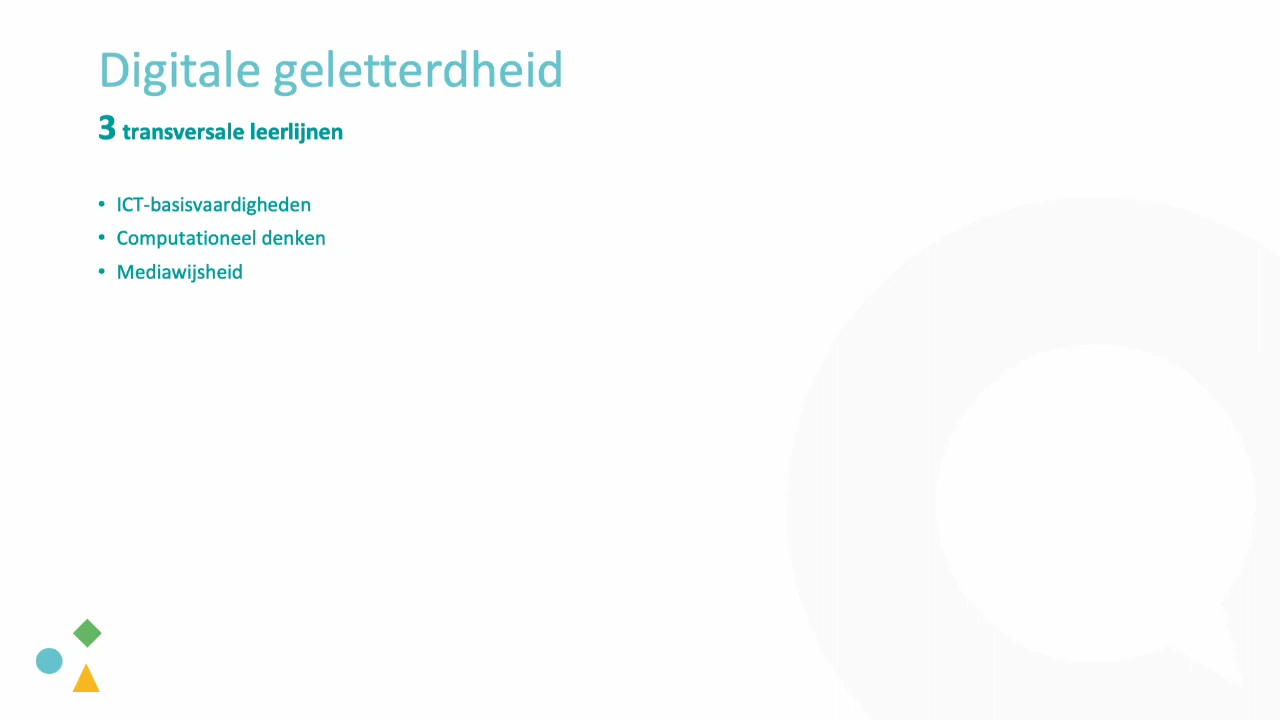 Digitale geletterdheid
3 transversale leerlijnen
• ICT-basisvaardigheden
• Computationeel denken
• Mediawijsheid